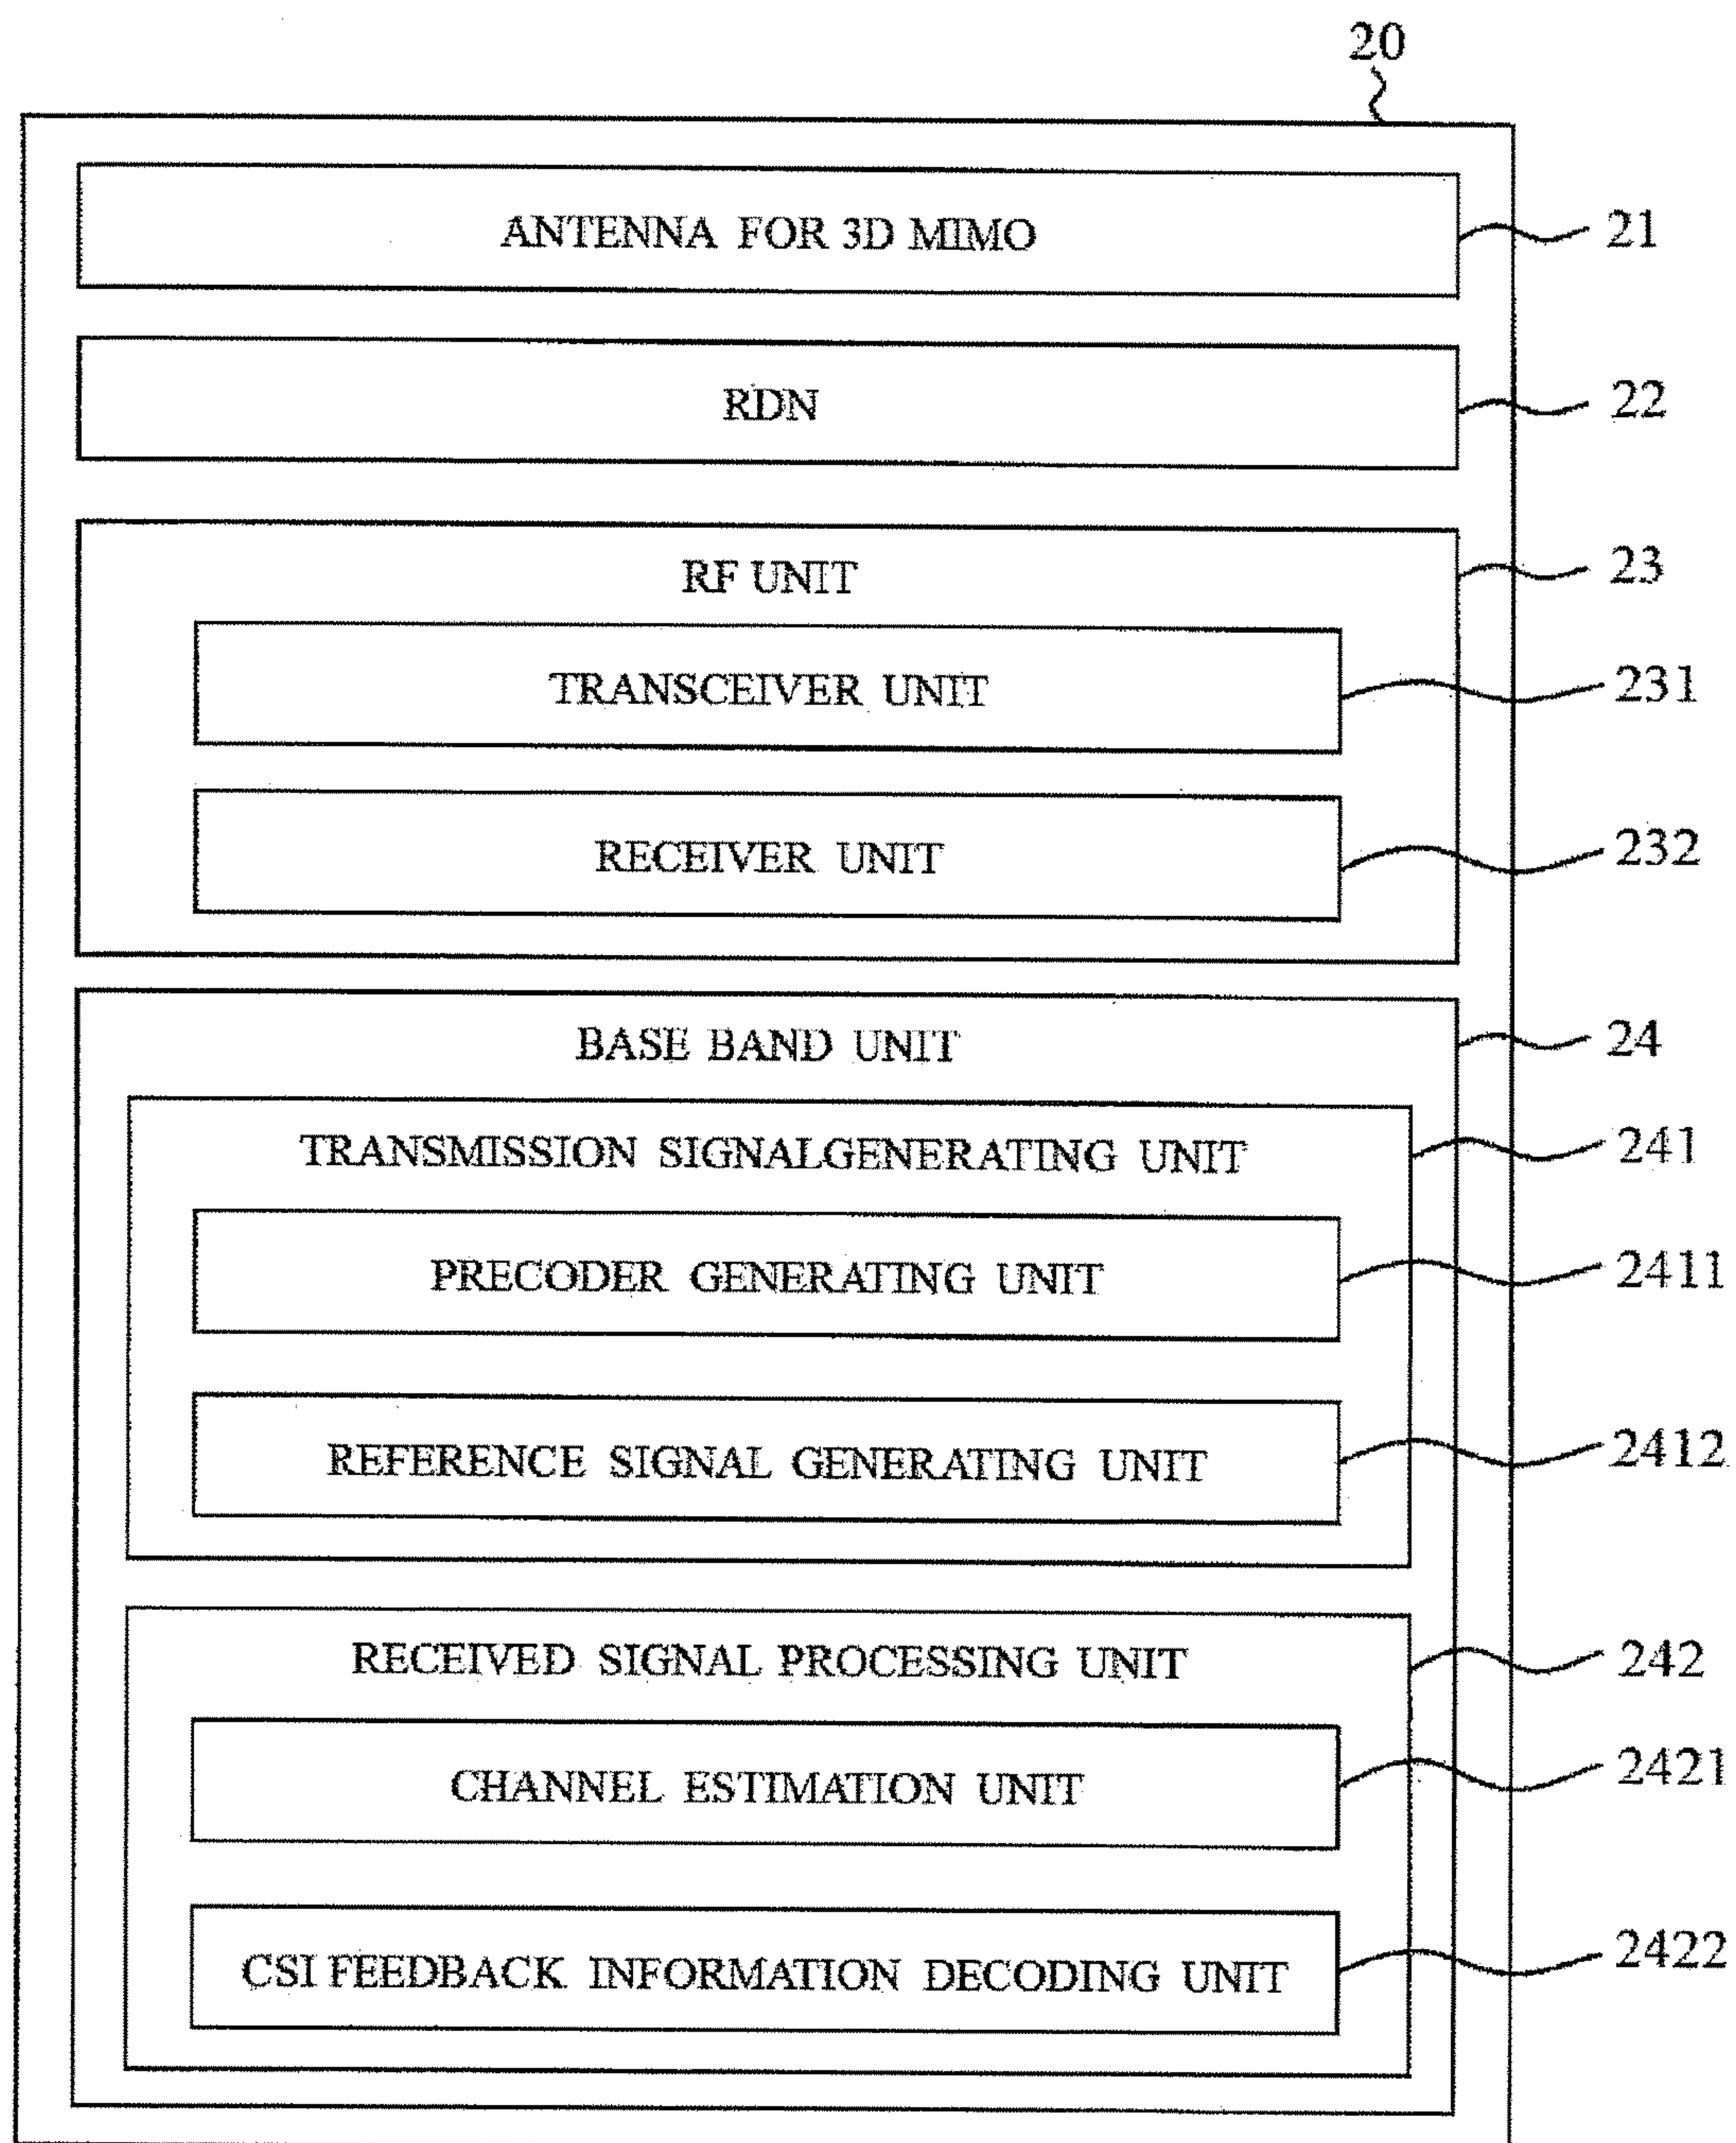 20
ANTENNA FOR 3D MIMO 21
RDN 22
RF UNIT 23
TRANSCEIVER UNIT 231
RECEIVER UNIT 232
BASE BAND UNIT 24
TRANSMISSION SIGNALGENERATING UNIT 241
PRECODER GENERATING UNIT 2411
REFERENCE SIGNAL GENERATING UNIT 2412
RECEIVED SIGNAL PROCESSING UNIT 242
CHANNEL ESTIMATION UNIT 2421
CSI FEEDBACK INFORMATION DECODING UNIT 2422